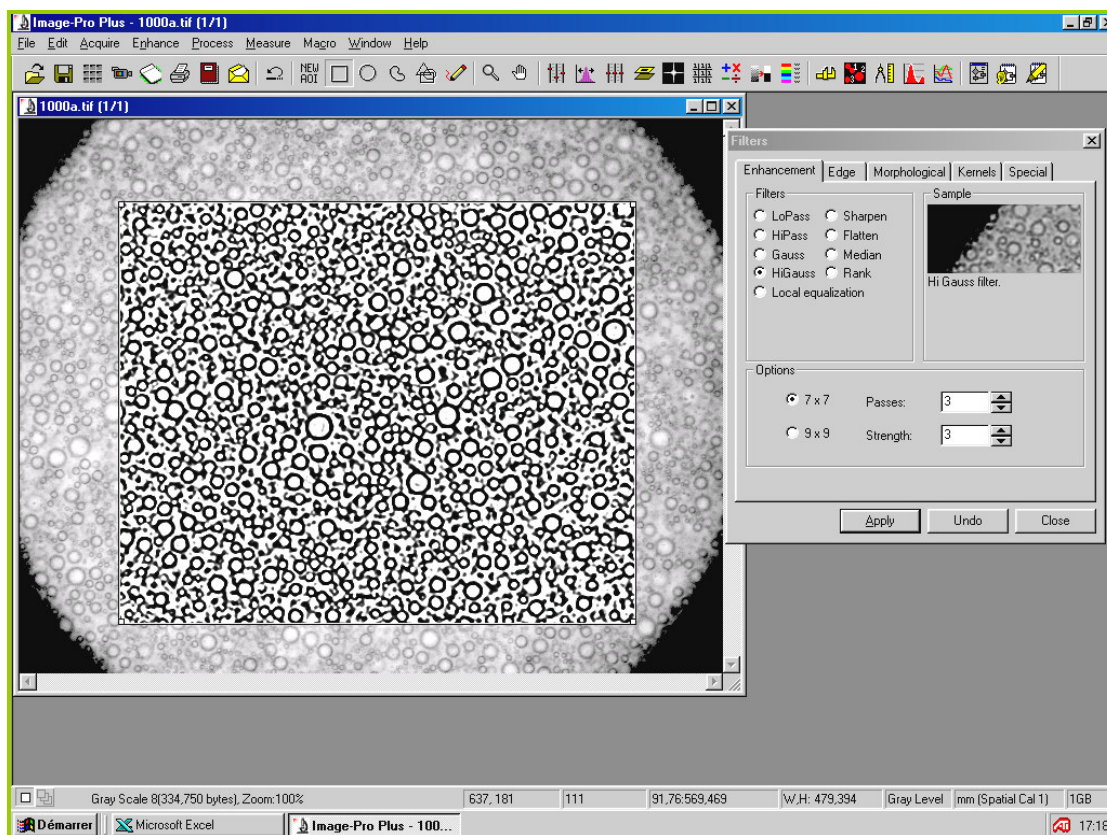 Image-Pro Plus - 1000a.tif (1/1)
File Edit Acquire Enhance Process Measure Macro Window Help
NEW
AOI
1000a.tif (1/1)
Filters
Enhancement Edge Morphological Kernels Special
Filters
Sample
LoPass Sharpen
HiPass Flatten
Gauss Median
HiGauss Rank
Local equalization
Hi Gauss filter.
Options
7 x 7 Passes: 3
9 x 9 Strength: 3
Apply Undo Close
Gray Scale 8(334,750 bytes), Zoom:100% 637, 181 111 91,76:569,469 W,H: 479,394 Gray Level mm (Spatial Cal 1) 1GB
Démarrer Microsoft Excel Image-Pro Plus - 100... 17:18